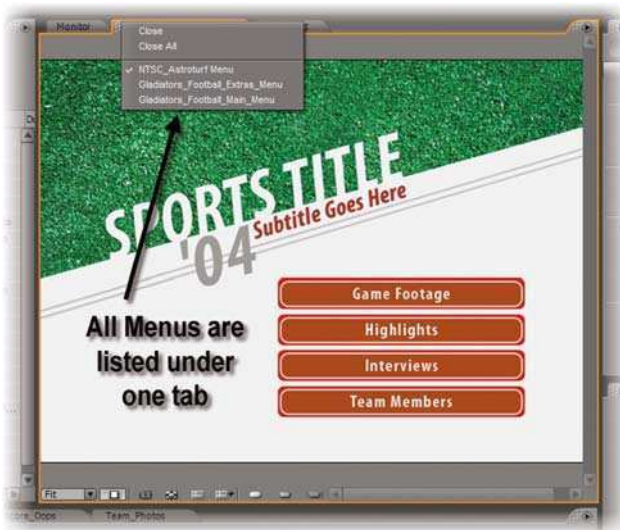 Monitor
Close
Close All
NTSC_Astroturf Menu
Gladiators_Football_Extras_Menu
Gladiators_Football_Main_Menu
SPORTS TITLE
Subtitle Goes Here
'04
Game Footage
Highlights
Interviews
Team Members
All Menus are
listed under
one tab
Fit
Team_Photos